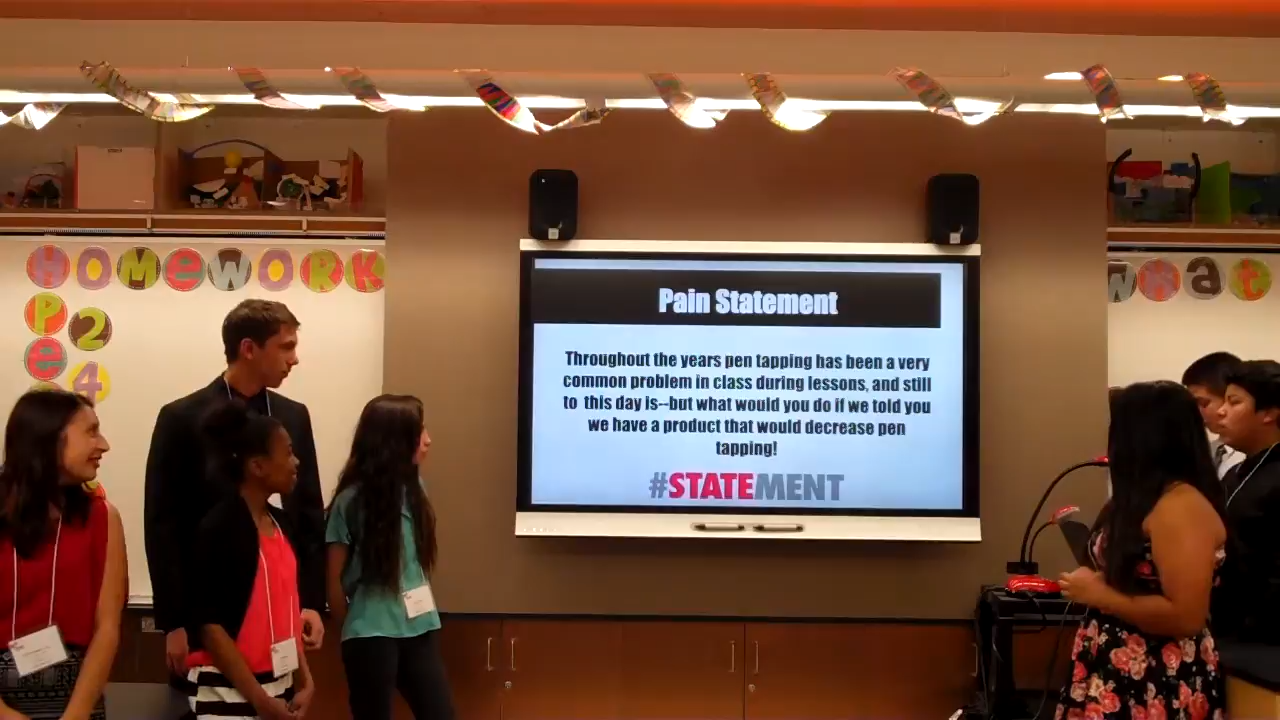 HOMEWORK
WHAT
Pe
24
Pain Statement
Throughout the years pen tapping has been a very
common problem in class during lessons, and still
to this day is--but what would you do if we told you
we have a product that would decrease pen
tapping!
#STATEMENT